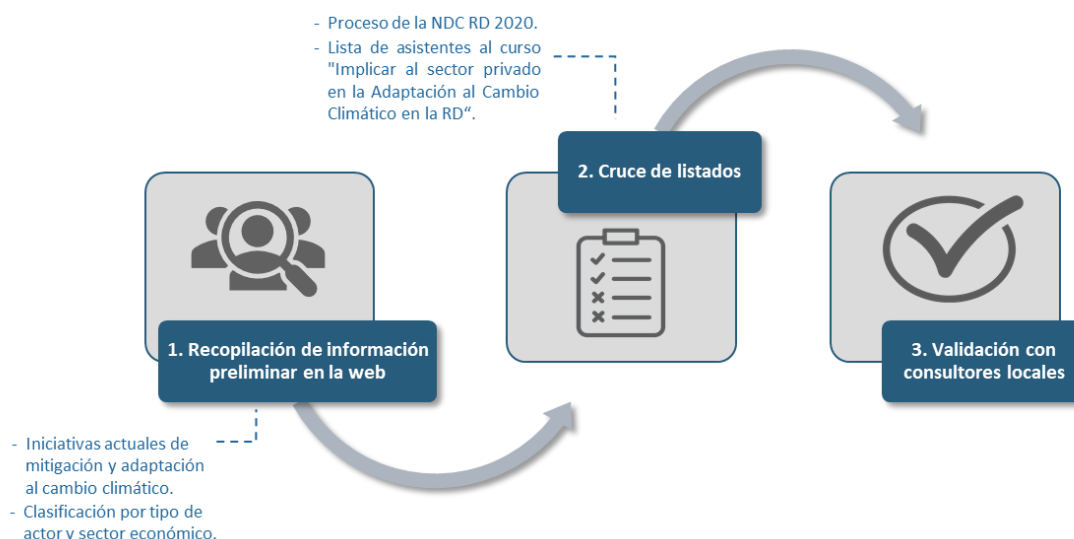 - Proceso de la NDC RD 2020.
- Lista de asistentes al curso
"Implicar al sector privado
en la Adaptación al Cambio
Climático en la RD“.
2. Cruce de listados
1. Recopilación de información
preliminar en la web
3. Validación con
consultores locales
- Iniciativas actuales de
mitigación y adaptación
al cambio climático.
- Clasificación por tipo de
actor y sector económico.